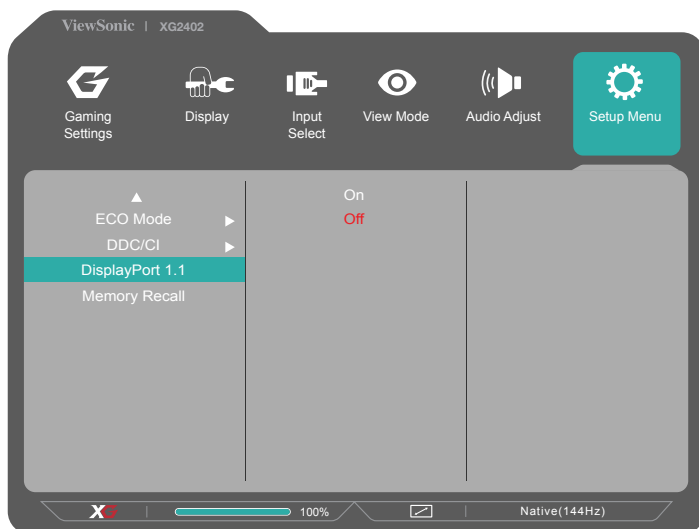 ViewSonic | XG2402
Gaming
Settings
Display
Input
Select
View Mode
Audio Adjust
Setup Menu
ECO Mode
DDC/CI
DisplayPort 1.1
Memory Recall
On
Off
XG | 100% | Native(144Hz)